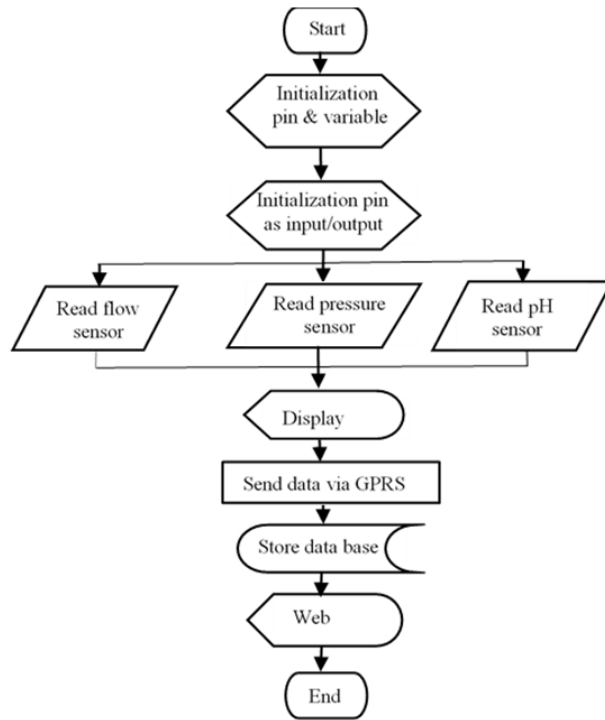 Start
Initialization
pin & variable
Initialization pin
as input/output
Read flow
sensor
Read pressure
sensor
Read pH
sensor
Display
Send data via GPRS
Store data base
Web
End